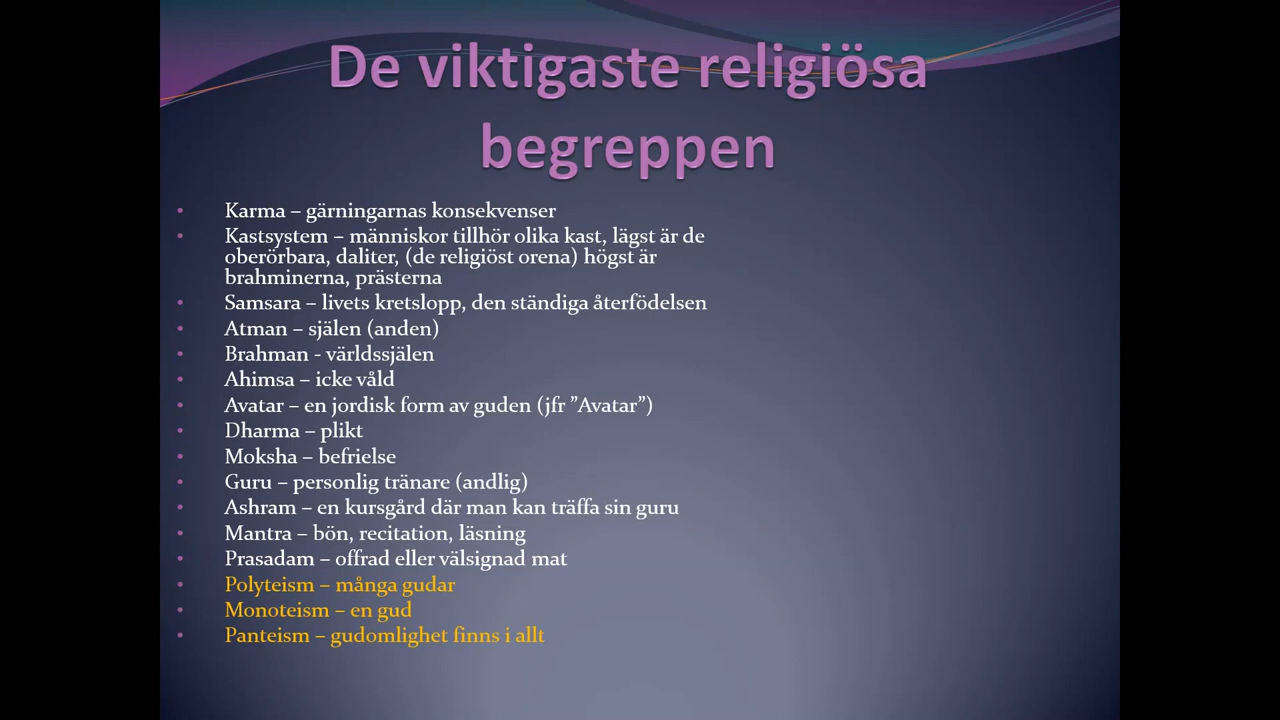 De viktigaste religiösa
begreppen
• Karma – gärningarnas konsekvenser
• Kastsystem – människor tillhör olika kast, lägst är de
oberörbara, daliter, (de religiöst orena) högst är
brahminerna, prästerna
• Samsara – livets kretslopp, den ständiga återfödelsen
• Atman – själen (anden)
• Brahman - världssjälen
• Ahimsa – icke våld
• Avatar – en jordisk form av guden (jfr ”Avatar”)
• Dharma – plikt
• Moksha – befrielse
• Guru – personlig tränare (andlig)
• Ashram – en kursgård där man kan träffa sin guru
• Mantra – bön, recitation, läsning
• Prasadam – offrad eller välsignad mat
• Polyteism – många gudar
• Monoteism – en gud
• Panteism – gudomlighet finns i allt